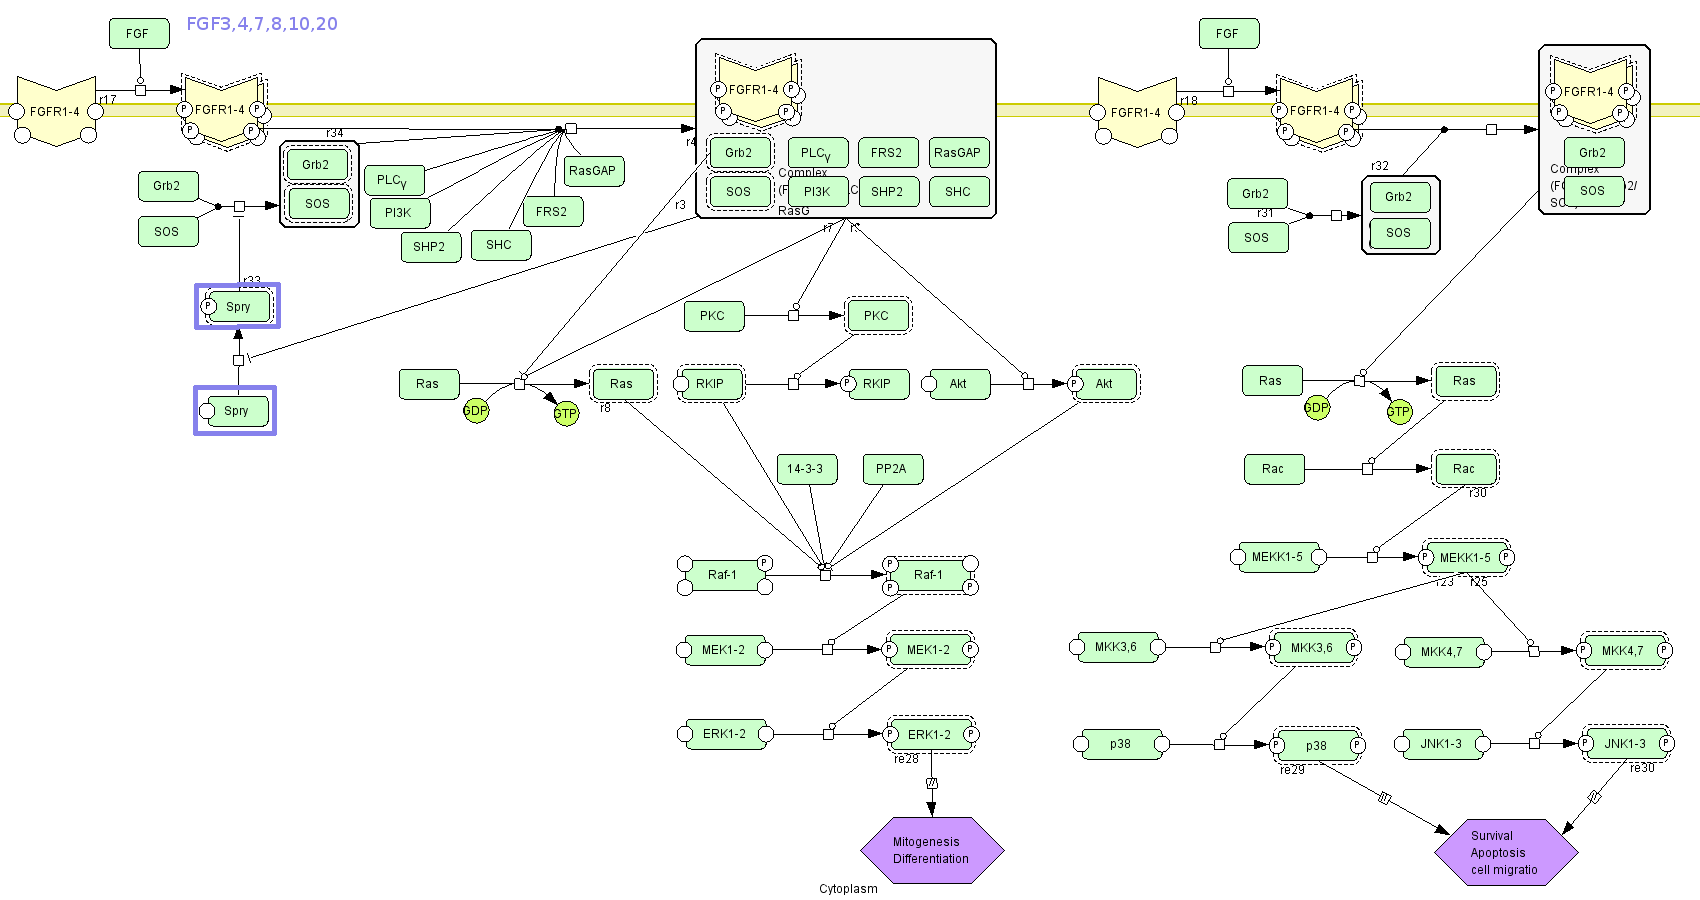 FGF3,4,7,8,10,20
FGF
FGF
FGFR1-4
r17
P
FGFR1-4
P
P
P
P
FGFR1-4
P
P
P
FGFR1-4
r18
P
FGFR1-4
P
P
P
P
FGFR1-4
P
P
P
r34
Grb2
SOS
Grb2
SOS
PLCγ
PI3K
SHP2
SHC
FRS2
RasGAP
r4
Grb2
PLCγ
FRS2
RasGAP
Complex
SOS
PI3K
SHP2
SHC
RasG
r3
r7
Grb2
SOS
r31
r32
Grb2
SOS
Grb2
Complex
SOS
r33
P
Spry
Spry
PKC
PKC
Ras
Ras
r8
GDP
GTP
RKIP
P
RKIP
Akt
P
Akt
Ras
Ras
GDP
GTP
14-3-3
PP2A
Rac
Rac
r30
Raf-1
P
P
Raf-1
P
P
MEKK1-5
P
MEKK1-5
P
r23
r25
MEK1-2
P
MEK1-2
P
MKK3,6
P
MKK3,6
P
MKK4,7
P
MKK4,7
P
ERK1-2
P
ERK1-2
P
re28
p38
P
p38
P
re29
JNK1-3
P
JNK1-3
P
re30
Mitogenesis
Differentiation
Survival
Apoptosis
cell migratio
Cytoplasm